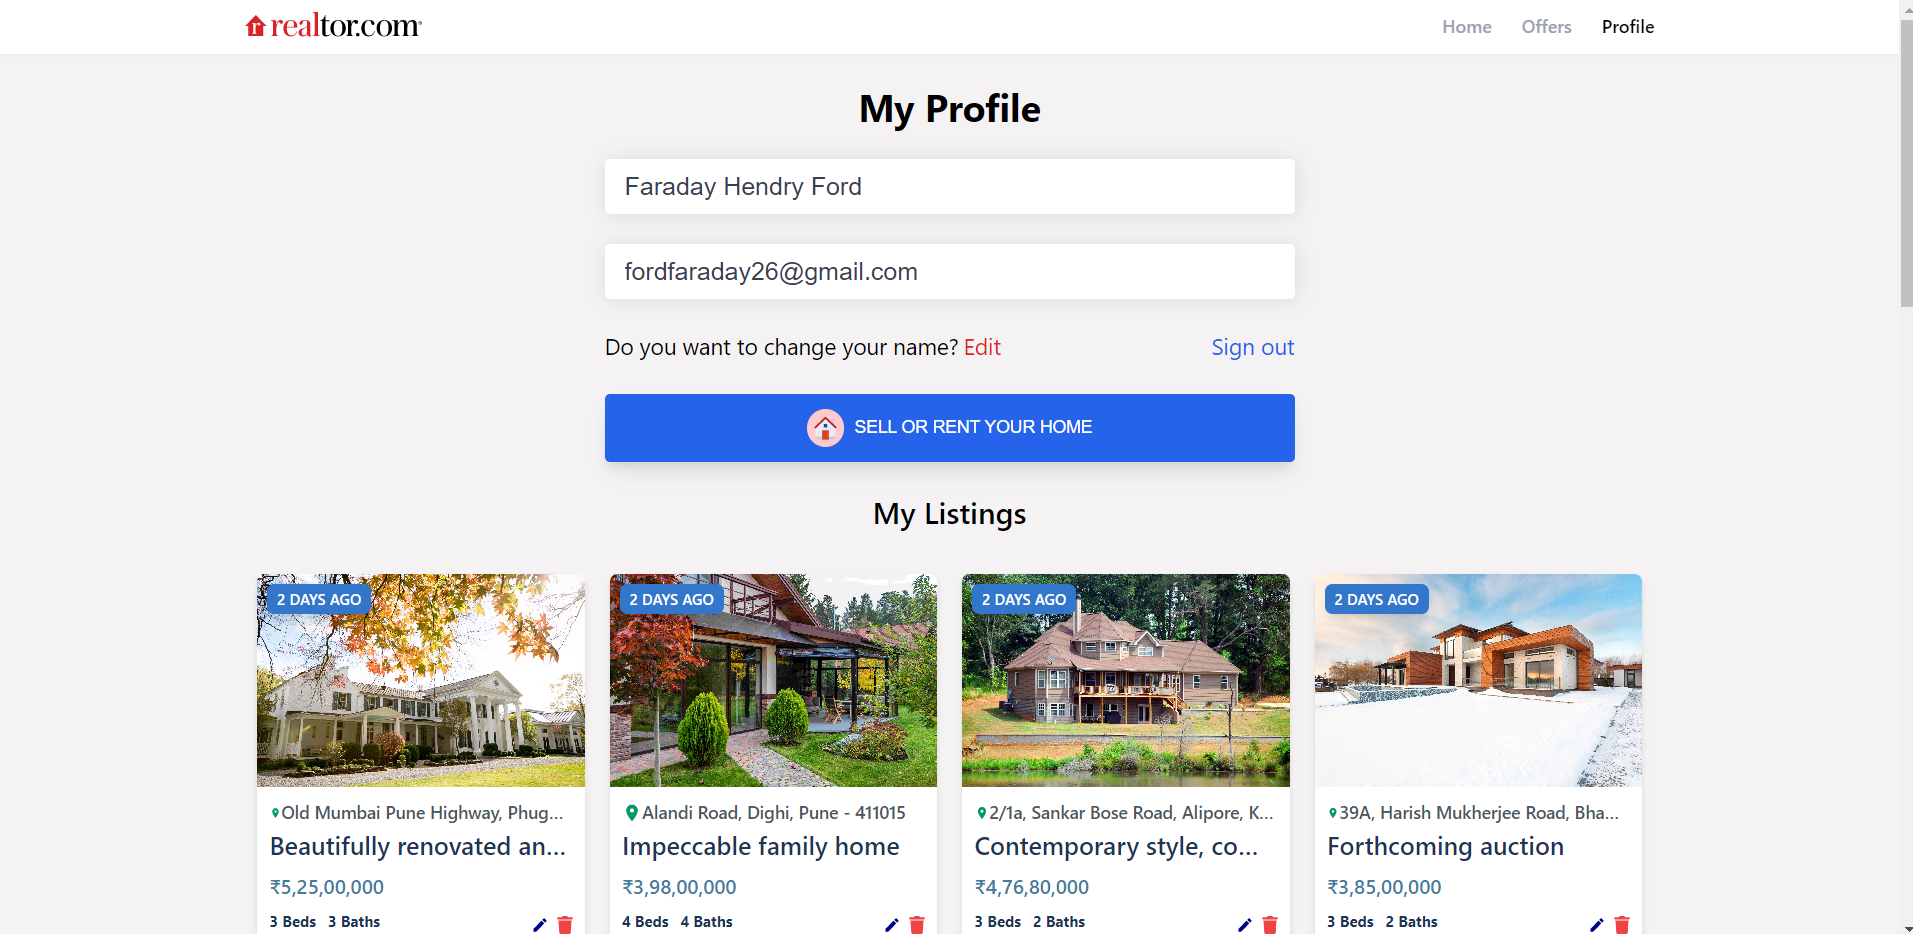 realtor.com®
Home Offers Profile
My Profile
Faraday Hendry Ford
fordfaraday26@gmail.com
Do you want to change your name? Edit Sign out
SELL OR RENT YOUR HOME
My Listings
2 DAYS AGO
Old Mumbai Pune Highway, Phug...
Beautifully renovated an...
₹5,25,00,000
3 Beds 3 Baths
2 DAYS AGO
Alandi Road, Dighi, Pune - 411015
Impeccable family home
₹3,98,00,000
4 Beds 4 Baths
2 DAYS AGO
2/1a, Sankar Bose Road, Alipore, K...
Contemporary style, co...
₹4,76,80,000
3 Beds 2 Baths
2 DAYS AGO
39A, Harish Mukherjee Road, Bha...
Forthcoming auction
₹3,85,00,000
3 Beds 2 Baths